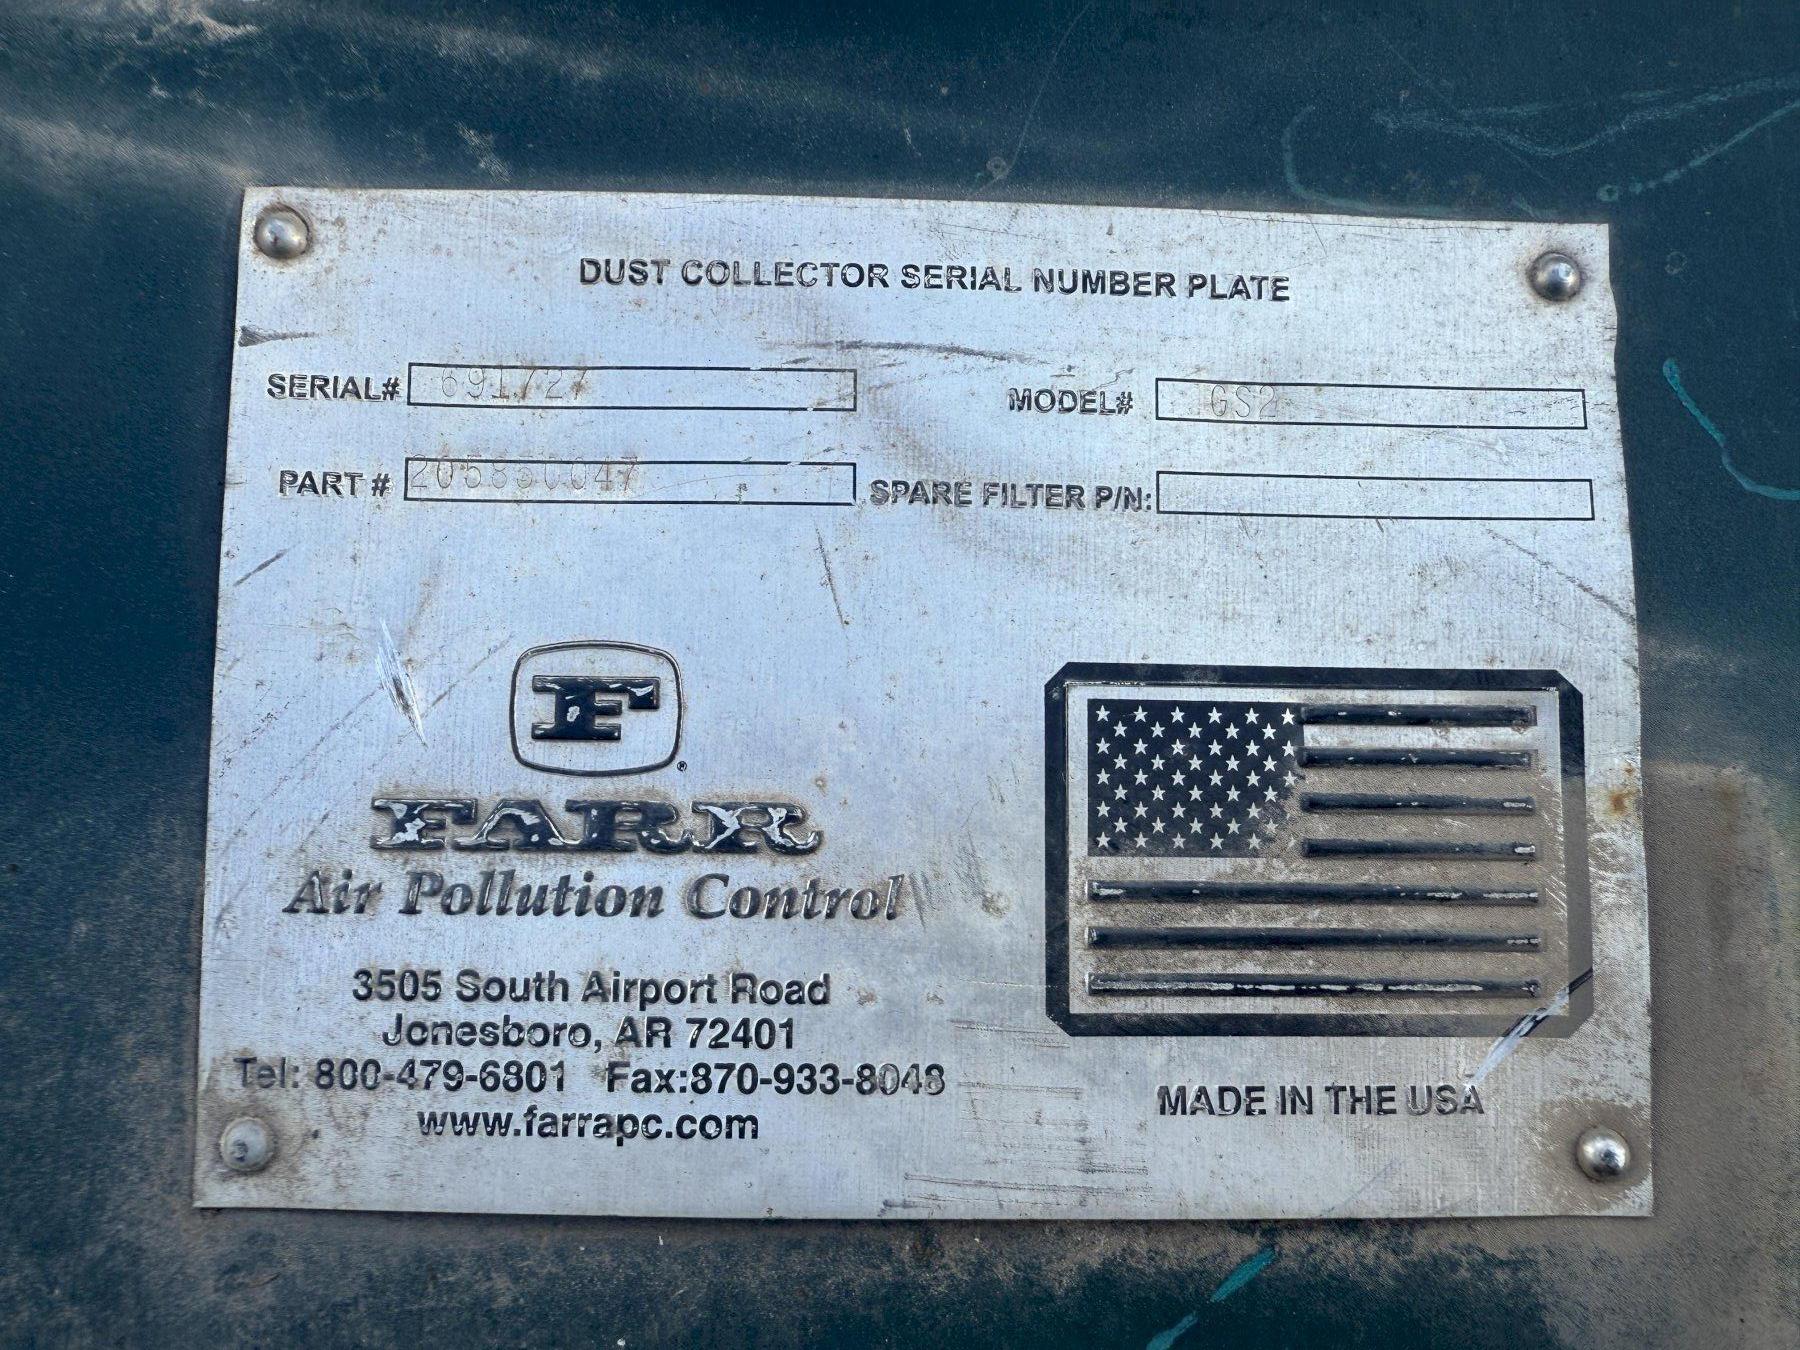 DUST COLLECTOR SERIAL NUMBER PLATE
SERIAL# 691727 MODEL# GS2
PART # 205850047 SPARE FILTER P/N:
F®
FARR
Air Pollution Control
3505 South Airport Road
Jonesboro, AR 72401
Tel: 800-479-6801 Fax:870-933-8048
www.farrapc.com
MADE IN THE USA